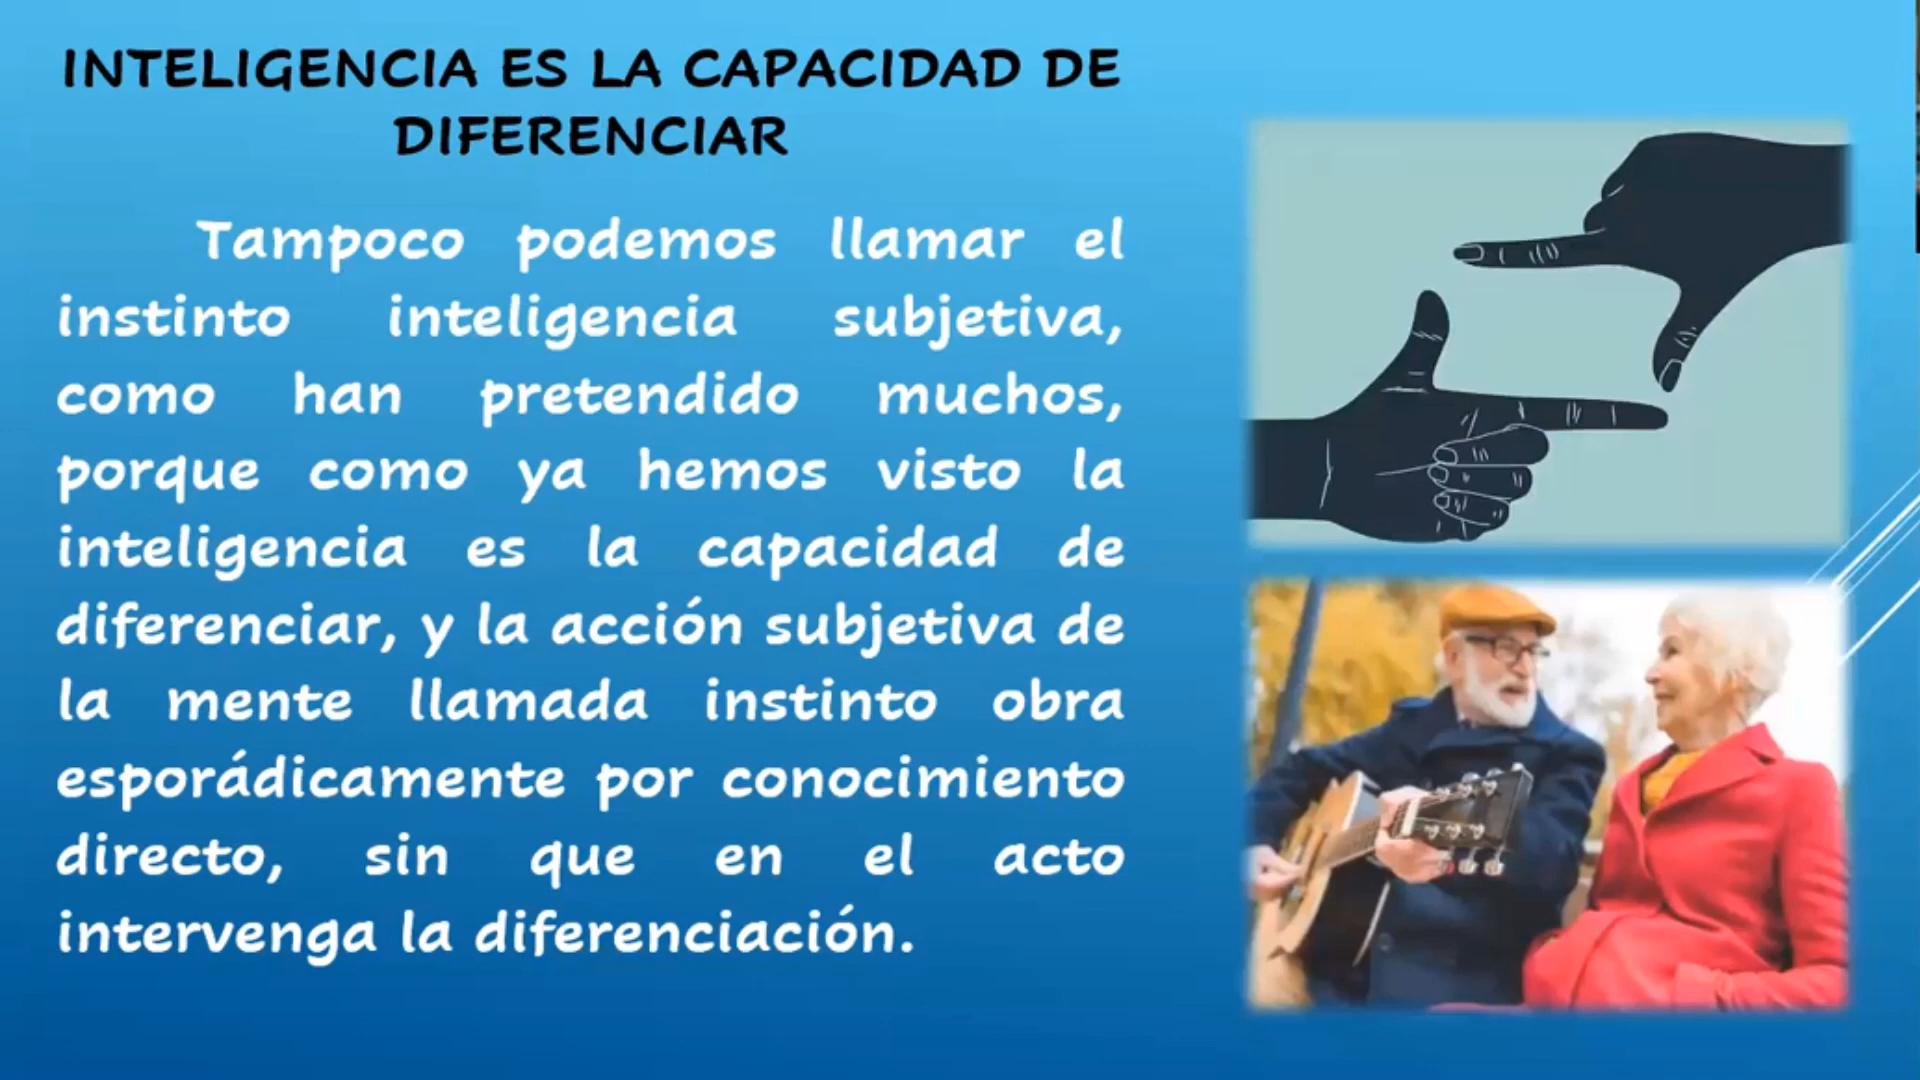 INTELIGENCIA ES LA CAPACIDAD DE
DIFERENCIAR
Tampoco podemos llamar el
instinto inteligencia subjetiva,
como han pretendido muchos,
porque como ya hemos visto la
inteligencia es la capacidad de
diferenciar, y la acción subjetiva de
la mente llamada instinto obra
esporádicamente por conocimiento
directo, sin que en el acto
intervenga la diferenciación.